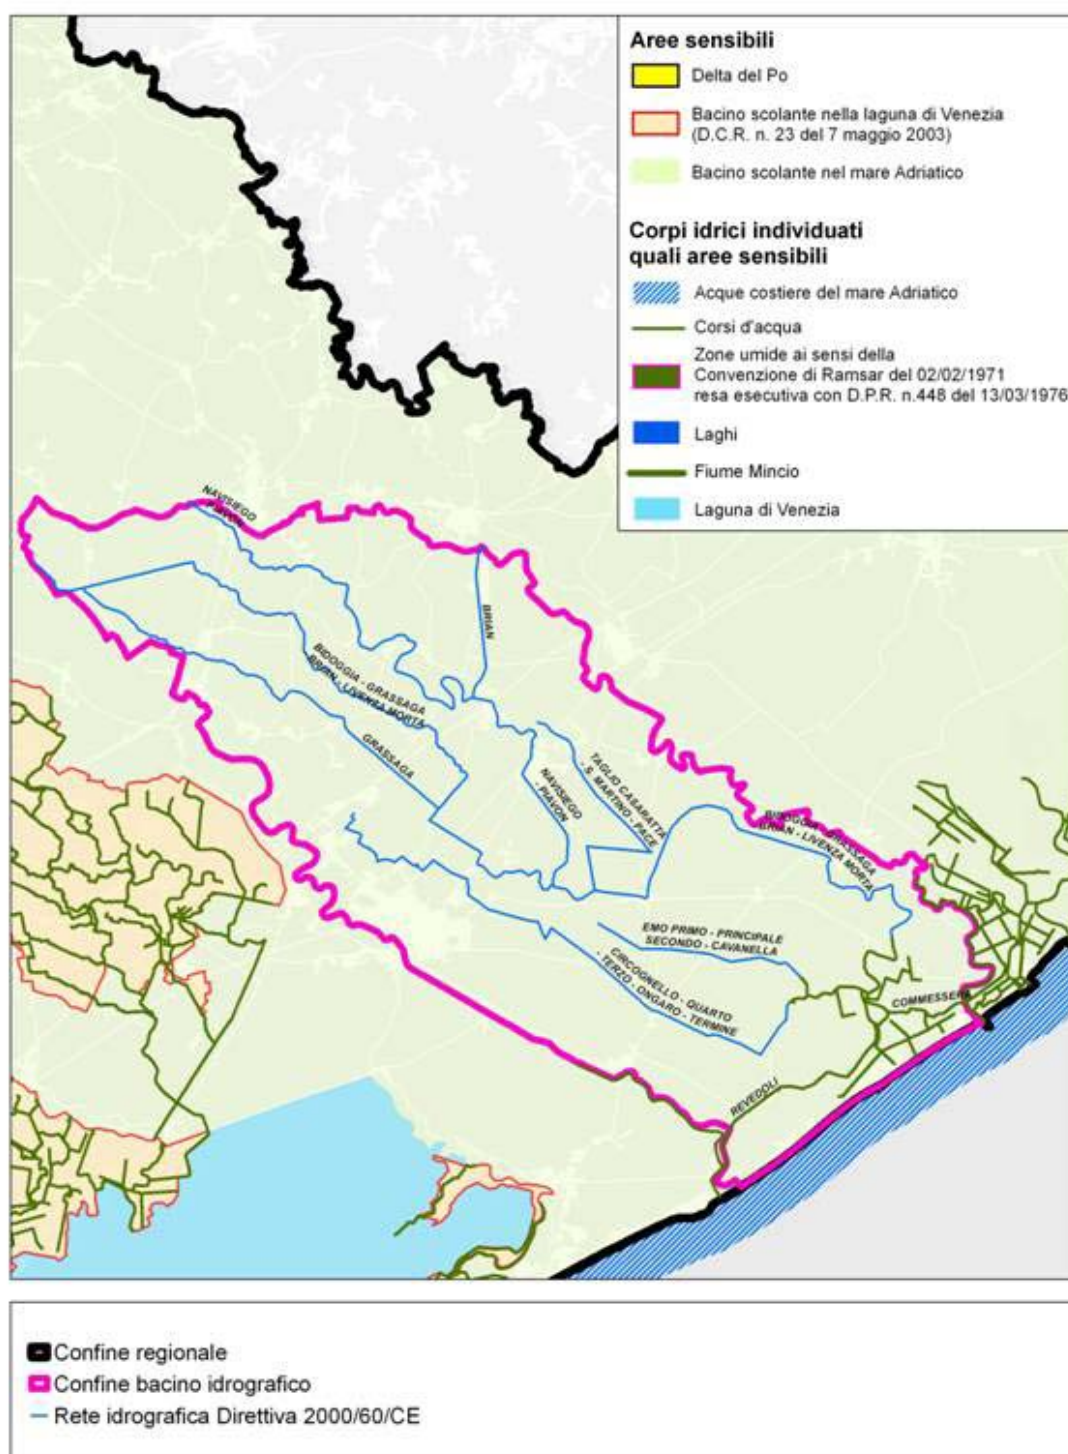 Aree sensibili
Delta del Po
Bacino scolante nella laguna di Venezia
(D.C.R. n. 23 del 7 maggio 2003)
Bacino scolante nel mare Adriatico
Corpi idrici individuati
quali aree sensibili
Acque costiere del mare Adriatico
Corsi d'acqua
Zone umide ai sensi della
Convenzione di Ramsar del 02/02/1971
resa esecutiva con D.P.R. n.448 del 13/03/1976
Laghi
Fiume Mincio
Laguna di Venezia
NAVISIEGO
PIAVON
BRIAN
BIDOGGIA - GRASSAGA
BRIAN - LIVENZA MORTA
GRASSAGA
NAVISIEGO
- PIAVON
TAGLIO CASARATTA
- S. MARTINO - PACE
BIDOGGIA - GRASSAGA
BRIAN - LIVENZA MORTA
EMO PRIMO - PRINCIPALE
SECONDO - CAVANELLA
CIRCOGNELLO - QUARTO
- TERZO - ONGARO - TERMINE
COMMESSERA
REVEDOLI
Confine regionale
Confine bacino idrografico
Rete idrografica Direttiva 2000/60/CE